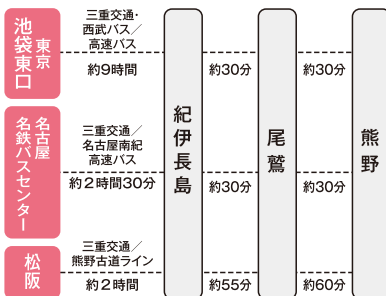 東京
池袋東口
三重交通・
西武バス／
高速バス
約9時間
紀伊長島
約30分
尾鷲
約30分
熊野
名古屋
名鉄バスセンター
三重交通／
名古屋南紀
高速バス
約２時間30分
約30分
約30分
松阪
三重交通／
熊野古道ライン
約２時間
約55分
約60分